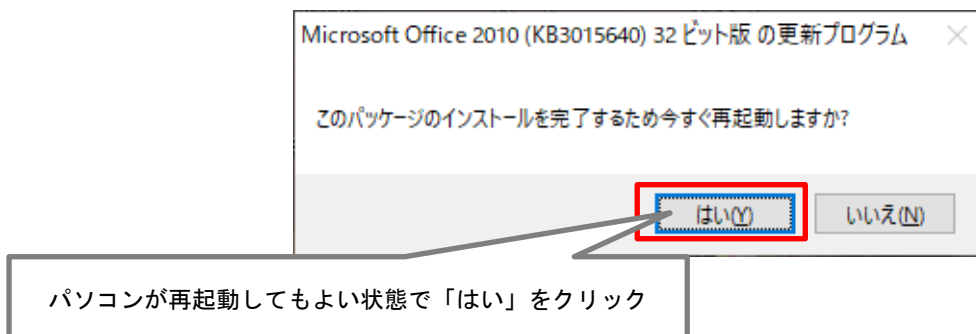 Microsoft Office 2010 (KB3015640) 32 ビット版 の更新プログラム
このパッケージのインストールを完了するため今すぐ再起動しますか?
はい(Y)
いいえ(N)
パソコンが再起動してもよい状態で「はい」をクリック